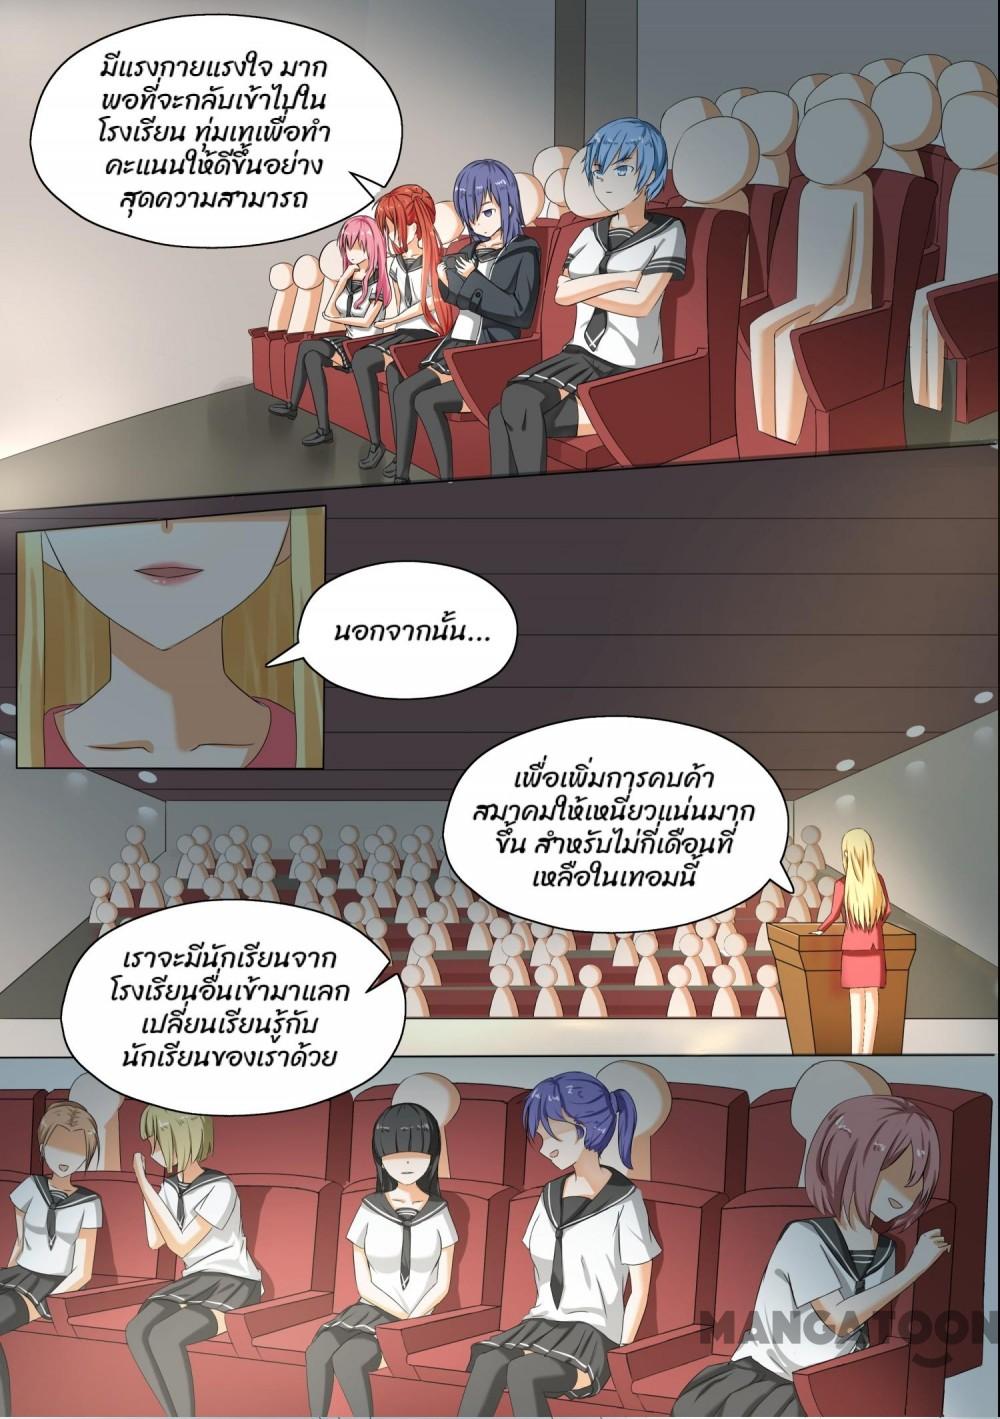 มีแรงกายแรงใจ มาก
พอที่จะกลับเข้าไปใน
โรงเรียน ทุ่มเทเพื่อทำ
คะแนนให้ดีขึ้นอย่าง
สุดความสามารถ
นอกจากนั้น...
เพื่อเพิ่มการคบค้า
สมาคมให้เหนี่ยวแน่นมาก
ขึ้น สำหรับไม่กี่เดือนที่
เหลือในเทอมนี้
เราจะมีนักเรียนจาก
โรงเรียนอื่นเข้ามาแลก
เปลี่ยนเรียนรู้กับ
นักเรียนของเราด้วย
MANGATOON